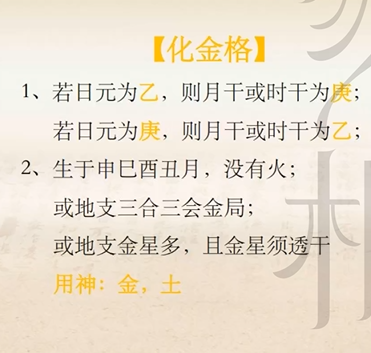 【化金格】
1、若日元为乙，则月干或时干为庚；
若日元为庚，则月干或时干为乙；
2、生于申巳酉丑月，没有火；
或地支三合三会金局；
或地支金星多，且金星须透干
用神：金，土